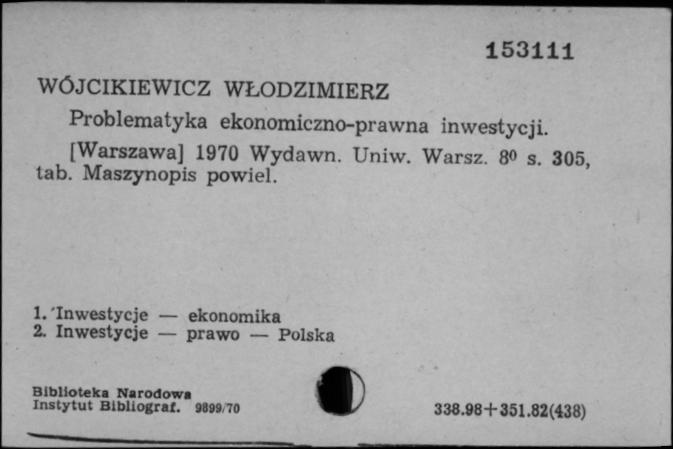 153111
WÓJCIKIEWICZ WŁODZIMIERZ
Problematyka ekonomiczno-prawna inwestycji.
[Warszawa] 1970 Wydawn. Uniw. Warsz. 8⁰ s. 305,
tab. Maszynopis powiel.
1. Inwestycje — ekonomika
2. Inwestycje — prawo — Polska
Biblioteka Narodowa
Instytut Bibliograf. 9899/70
338.98+351.82(438)